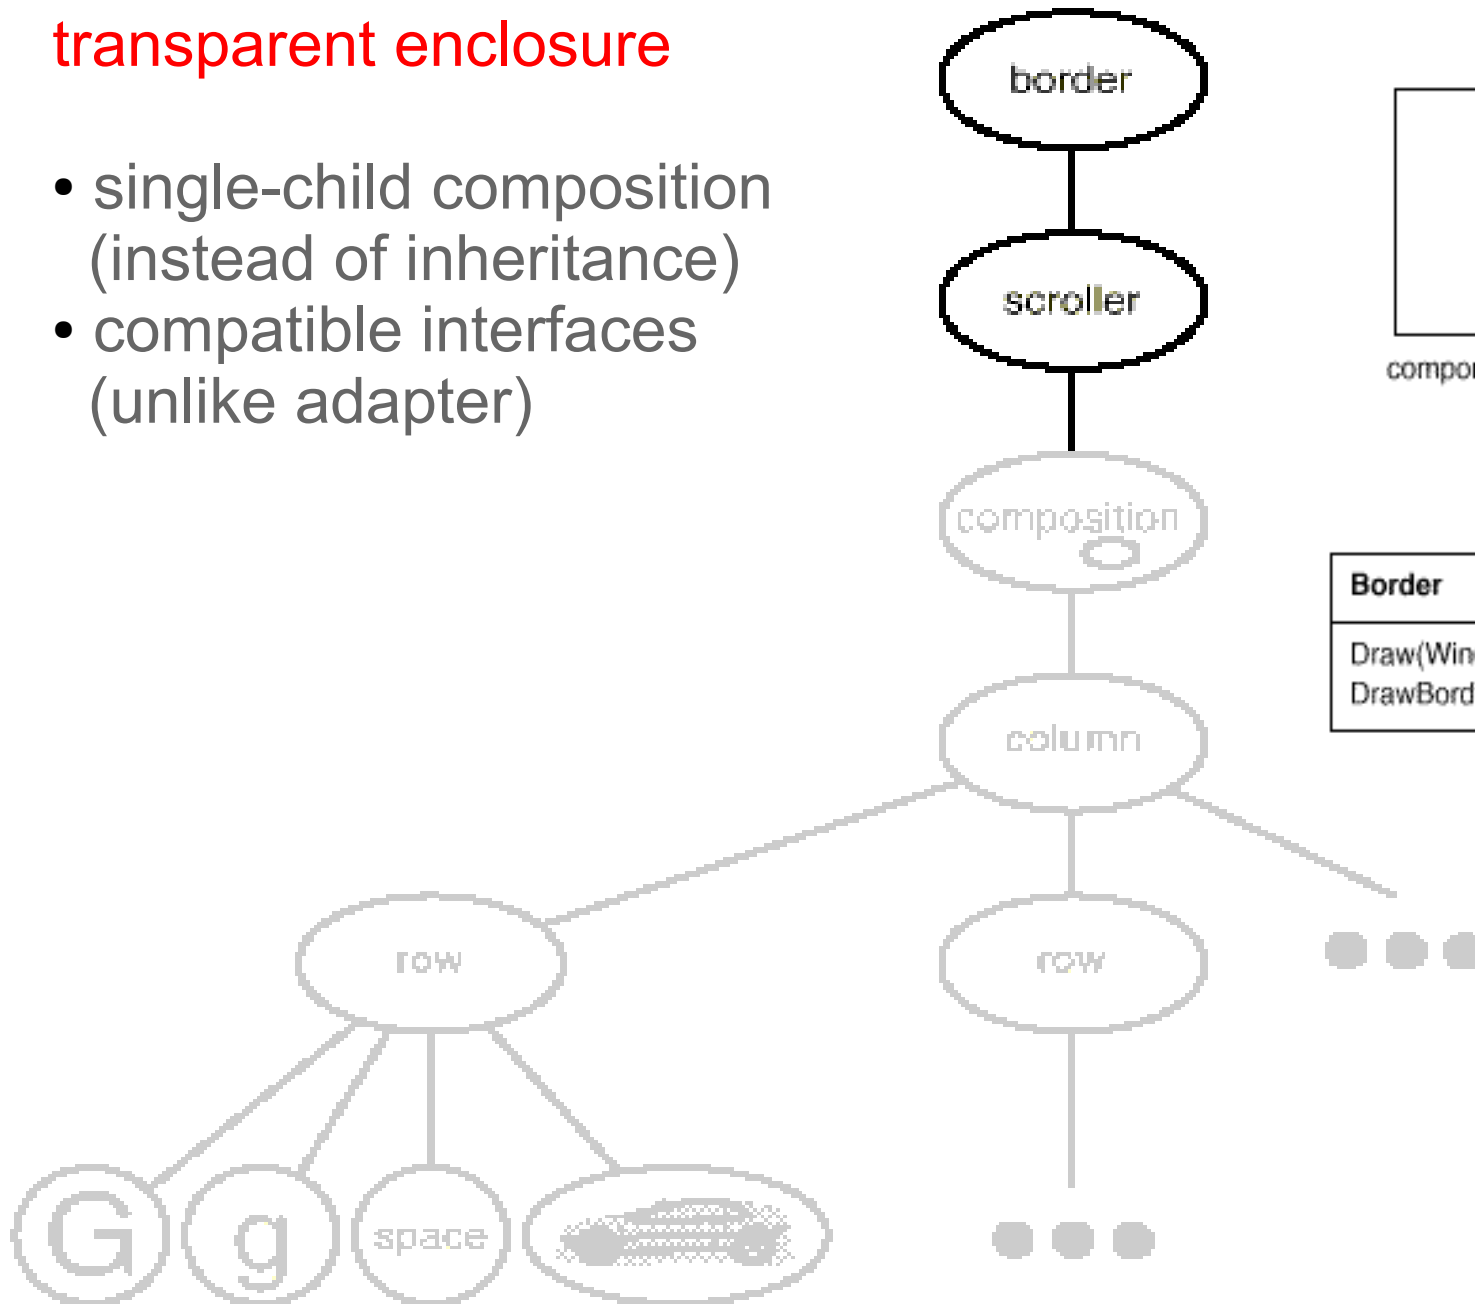 transparent enclosure
• single-child composition
(instead of inheritance)
• compatible interfaces
(unlike adapter)
border
scroller
composition
column
row
row
G
g
space
Border